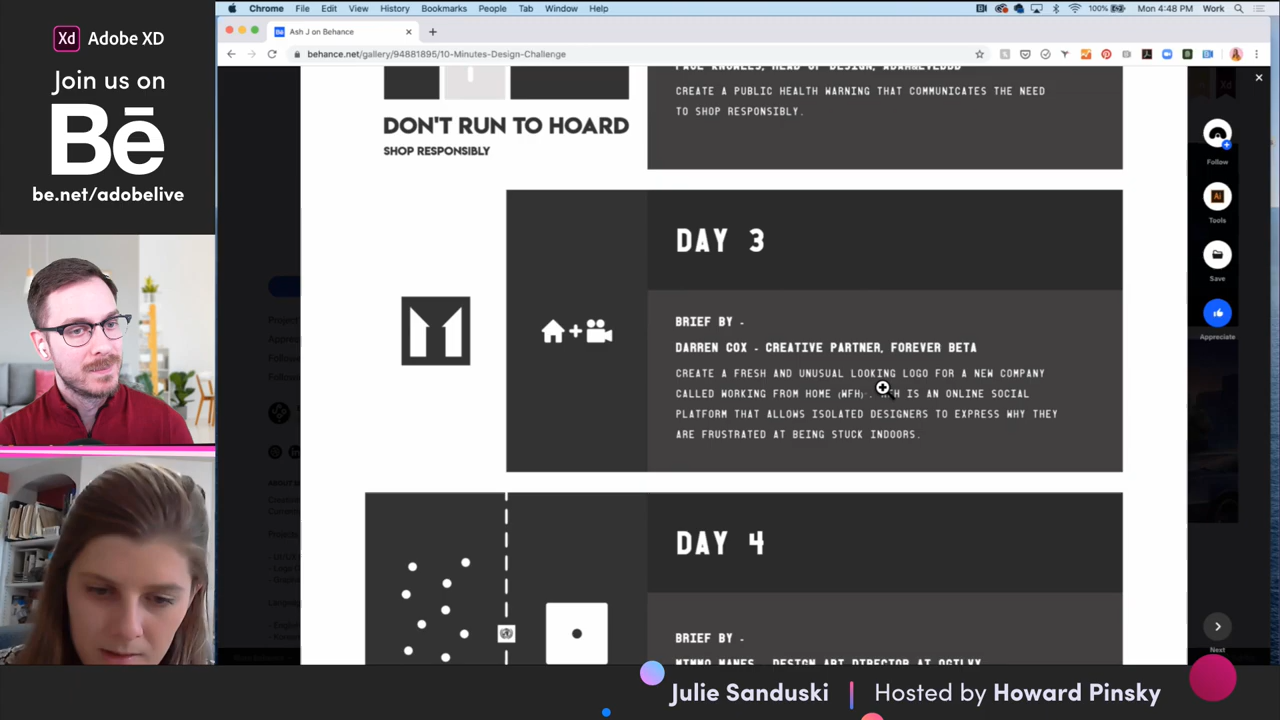 Xd Adobe XD
Join us on
Bē
be.net/adobelive
Chrome File Edit View History Bookmarks People Tab Window Help
100% Mon 4:48 PM Work
Ash J on Behance
behance.net/gallery/94881895/10-Minutes-Design-Challenge
CREATE A PUBLIC HEALTH WARNING THAT COMMUNICATES THE NEED
TO SHOP RESPONSIBLY.
DON'T RUN TO HOARD
SHOP RESPONSIBLY
DAY 3
BRIEF BY -
DARREN COX - CREATIVE PARTNER, FOREVER BETA
CREATE A FRESH AND UNUSUAL LOOKING LOGO FOR A NEW COMPANY
CALLED WORKING FROM HOME (WFH). IS AN ONLINE SOCIAL
PLATFORM THAT ALLOWS ISOLATED DESIGNERS TO EXPRESS WHY THEY
ARE FRUSTRATED AT BEING STUCK INDOORS.
DAY 4
BRIEF BY -
Follow
Ai
Tools
Save
Appreciate
Next
Julie Sanduski | Hosted by Howard Pinsky